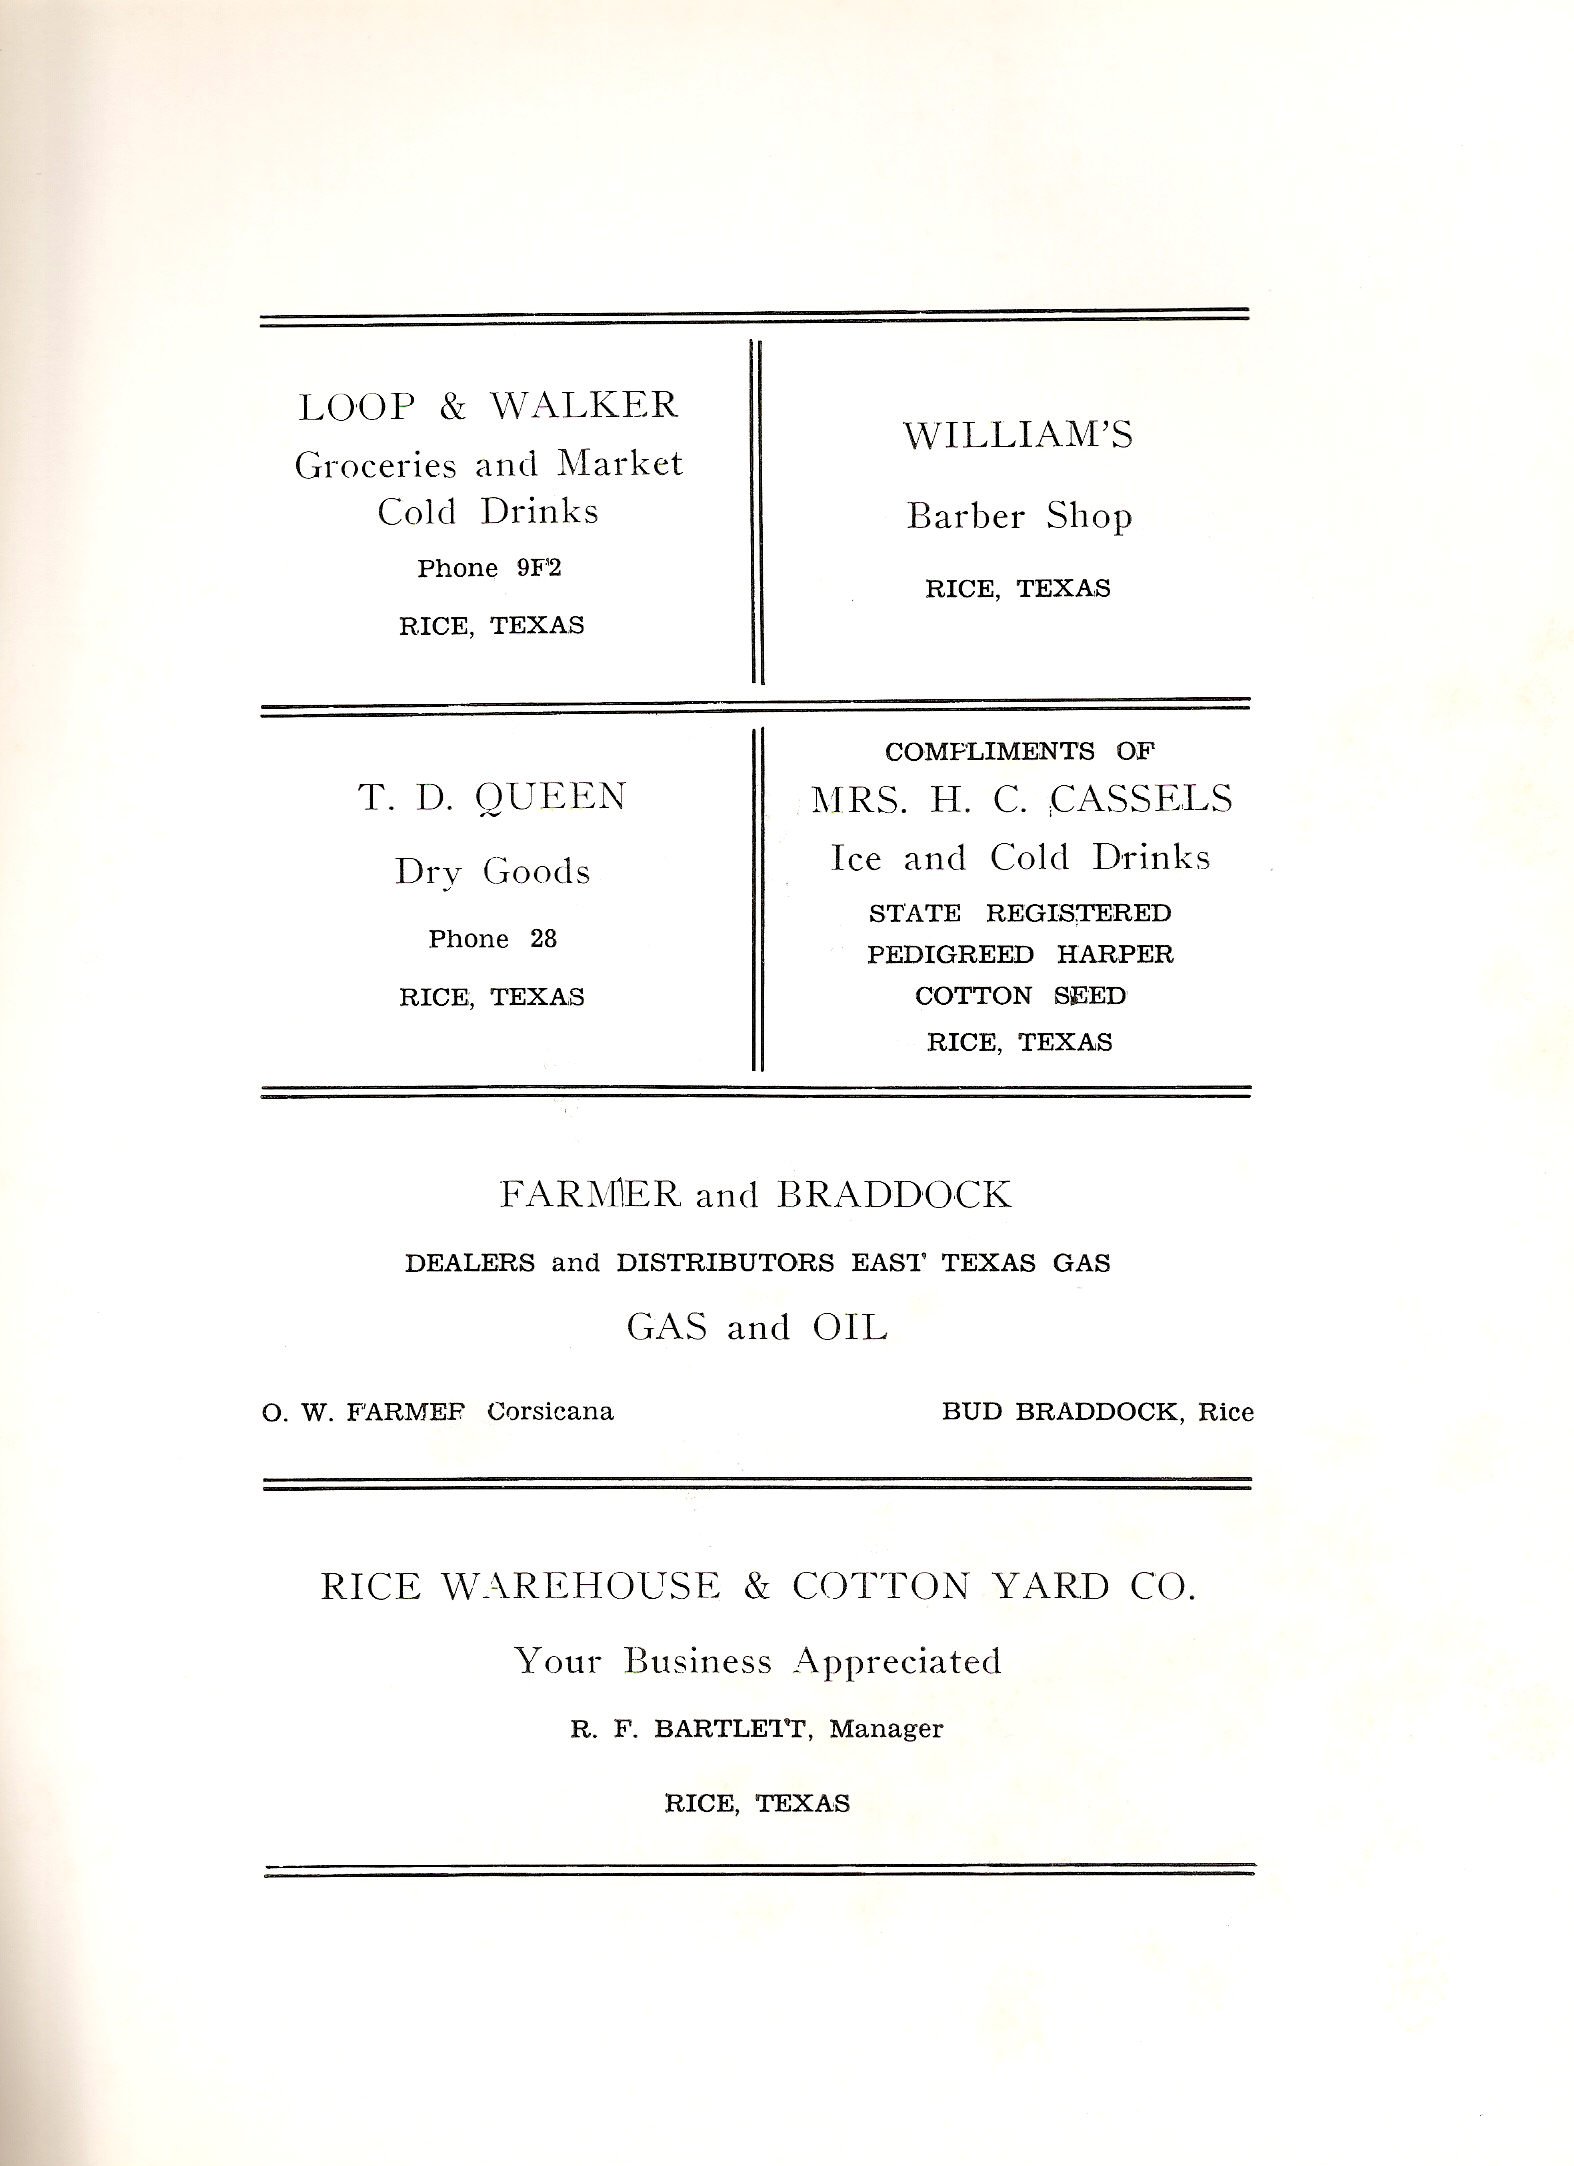 LOOP & WALKER
Groceries and Market
Cold Drinks
Phone 9F2
RICE, TEXAS
WILLIAM'S
Barber Shop
RICE, TEXAS
T. D. QUEEN
Dry Goods
Phone 28
RICE, TEXAS
COMPLIMENTS OF
MRS. H. C. CASSELS
Ice and Cold Drinks
STATE REGISTERED
PEDIGREED HARPER
COTTON SEED
RICE, TEXAS
FARMER and BRADDOCK
DEALERS and DISTRIBUTORS EAST TEXAS GAS
GAS and OIL
O. W. FARMER Corsicana
BUD BRADDOCK, Rice
RICE WAREHOUSE & COTTON YARD CO.
Your Business Appreciated
R. F. BARTLETT, Manager
RICE, TEXAS